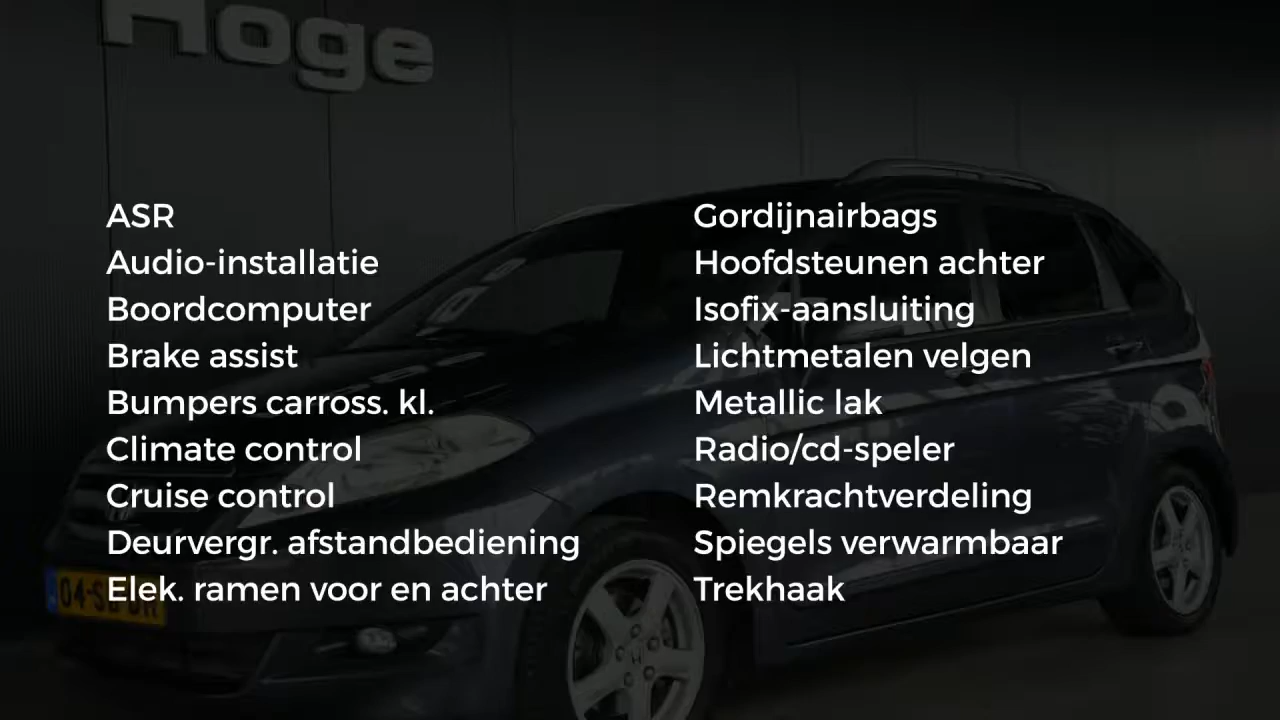 Hoge
ASR
Audio-installatie
Boordcomputer
Brake assist
Bumpers carross. kl.
Climate control
Cruise control
Deurvergr. afstandbediening
Elek. ramen voor en achter
Gordijnairbags
Hoofdsteunen achter
Isofix-aansluiting
Lichtmetalen velgen
Metallic lak
Radio/cd-speler
Remkrachtverdeling
Spiegels verwarmbaar
Trekhaak